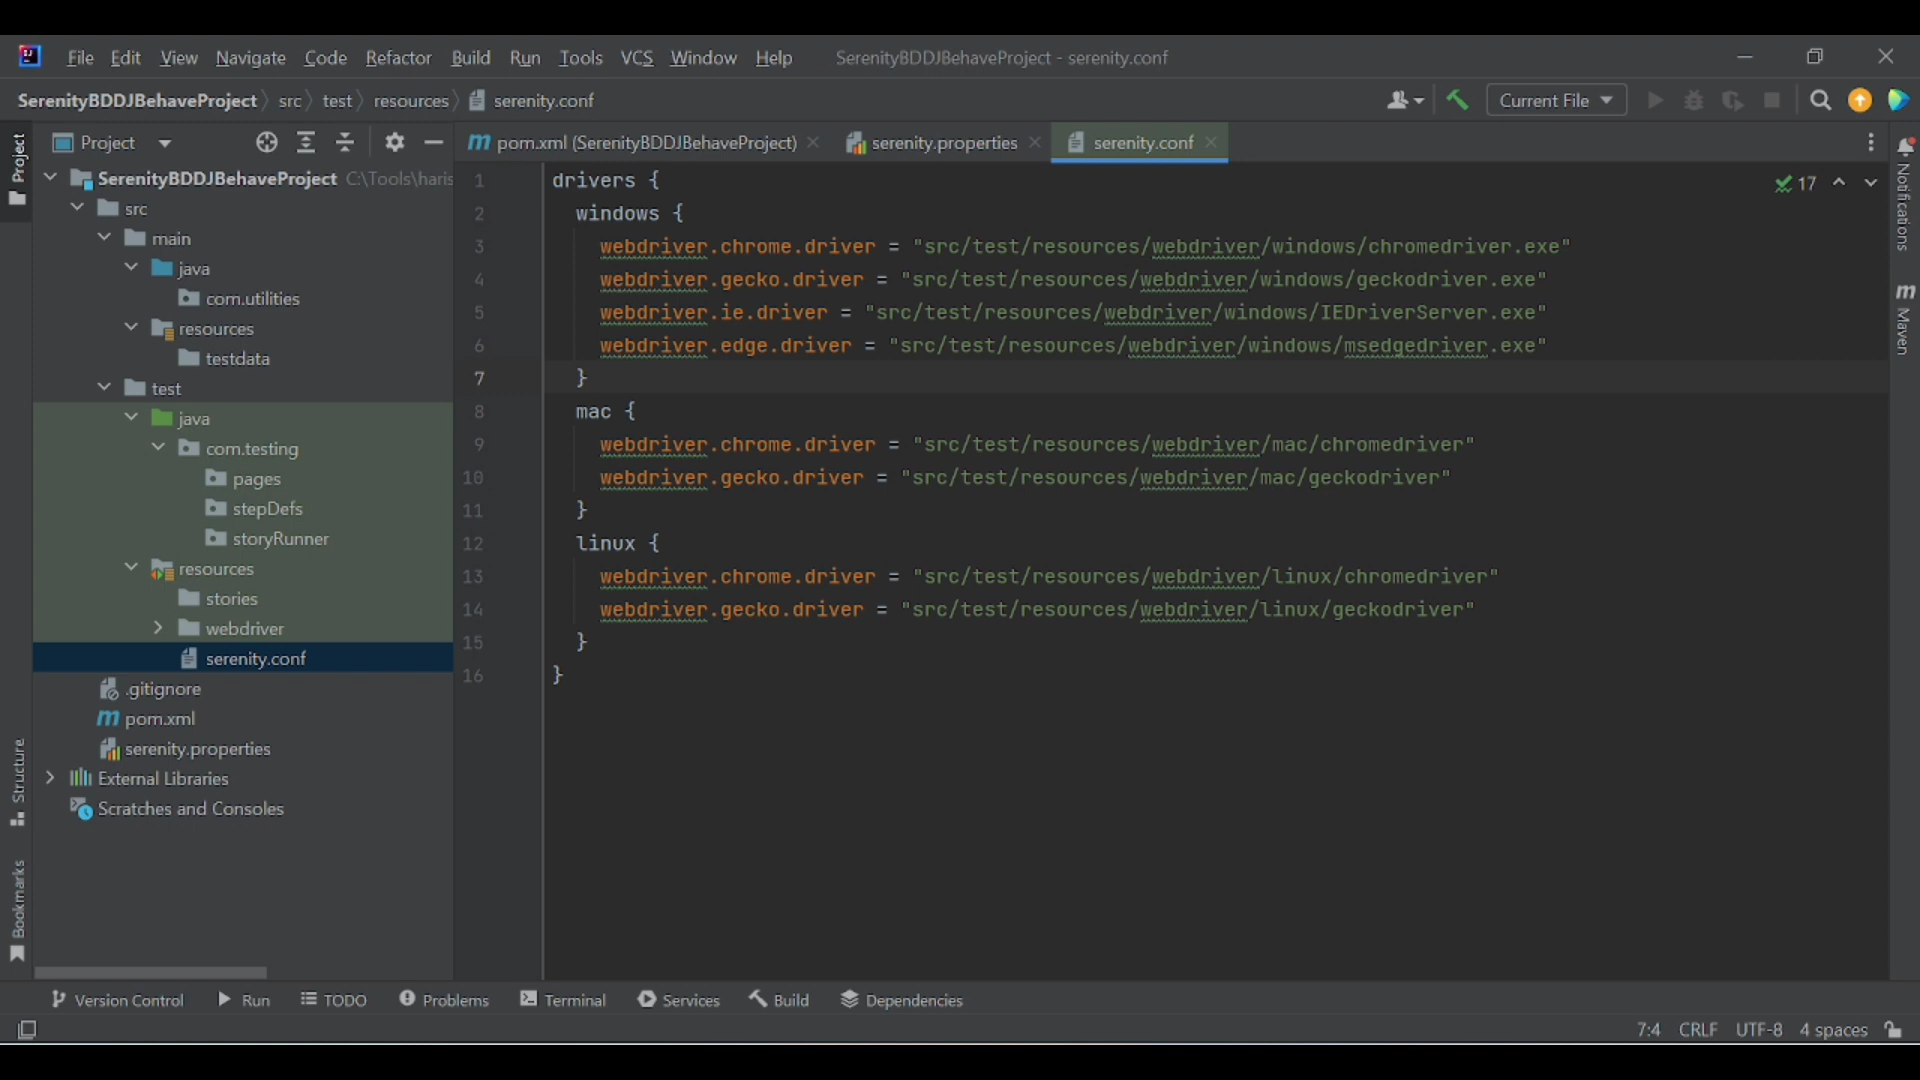 File Edit View Navigate Code Refactor Build Run Tools VCS Window Help SerenityBDDJBehaveProject - serenity.conf
SerenityBDDJBehaveProject src test resources serenity.conf Current File
Project
pom.xml (SerenityBDDJBehaveProject) serenity.properties serenity.conf
Project
SerenityBDDJBehaveProject C:\Tools\haris
src
main
java
com.utilities
resources
testdata
test
java
com.testing
pages
stepDefs
storyRunner
resources
stories
webdriver
serenity.conf
.gitignore
pom.xml
serenity.properties
External Libraries
Scratches and Consoles
Structure
Bookmarks
1 drivers {
2 windows {
3 webdriver.chrome.driver = "src/test/resources/webdriver/windows/chromedriver.exe"
4 webdriver.gecko.driver = "src/test/resources/webdriver/windows/geckodriver.exe"
5 webdriver.ie.driver = "src/test/resources/webdriver/windows/IEDriverServer.exe"
6 webdriver.edge.driver = "src/test/resources/webdriver/windows/msedgedriver.exe"
7 }
8 mac {
9 webdriver.chrome.driver = "src/test/resources/webdriver/mac/chromedriver"
10 webdriver.gecko.driver = "src/test/resources/webdriver/mac/geckodriver"
11 }
12 linux {
13 webdriver.chrome.driver = "src/test/resources/webdriver/linux/chromedriver"
14 webdriver.gecko.driver = "src/test/resources/webdriver/linux/geckodriver"
15 }
16 }
17
Notifications
Maven
Version Control Run TODO Problems Terminal Services Build Dependencies
7:4 CRLF UTF-8 4 spaces